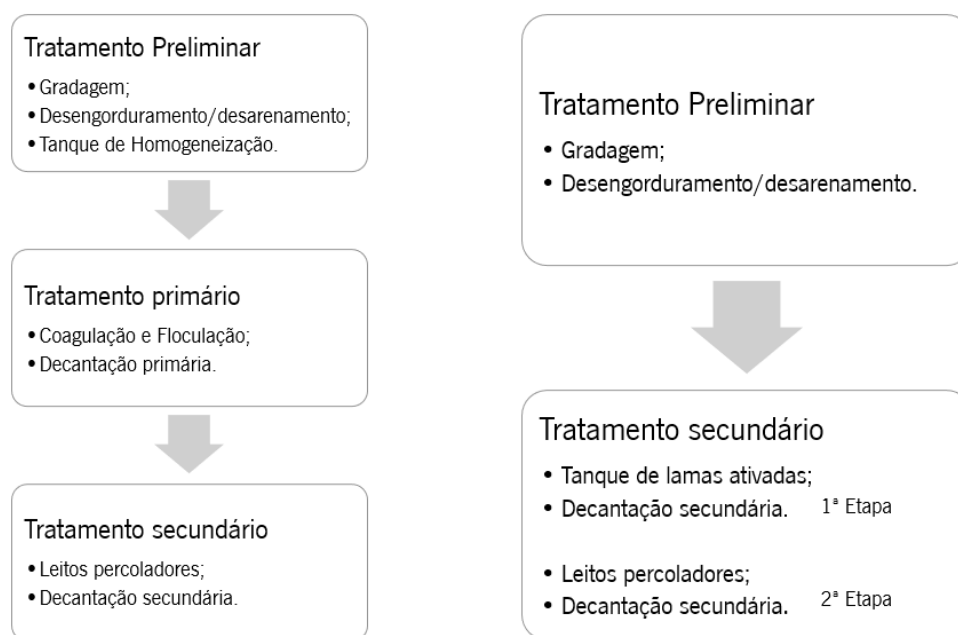 Tratamento Preliminar
• Gradagem;
• Desengorduramento/desarenamento;
• Tanque de Homogeneização.
Tratamento primário
• Coagulação e Floculação;
• Decantação primária.
Tratamento secundário
• Leitos percoladores;
• Decantação secundária.
Tratamento Preliminar
• Gradagem;
• Desengorduramento/desarenamento.
Tratamento secundário
• Tanque de lamas ativadas;
• Decantação secundária. 1ª Etapa
• Leitos percoladores;
• Decantação secundária. 2ª Etapa